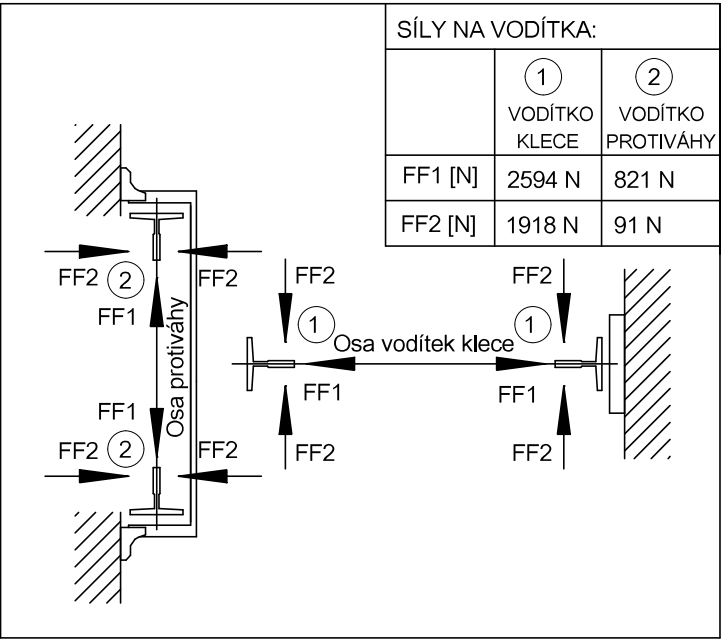 SÍLY NA VODÍTKA:
1 2
VODÍTKO VODÍTKO
KLECE PROTIVÁHY
FF1 [N] 2594 N 821 N
FF2 [N] 1918 N 91 N
FF2 2 FF2
FF1
Osa protiváhy
FF1
FF2 2 FF2
FF2 FF2
1 Osa vodítek klece 1
FF1 FF1
FF2 FF2